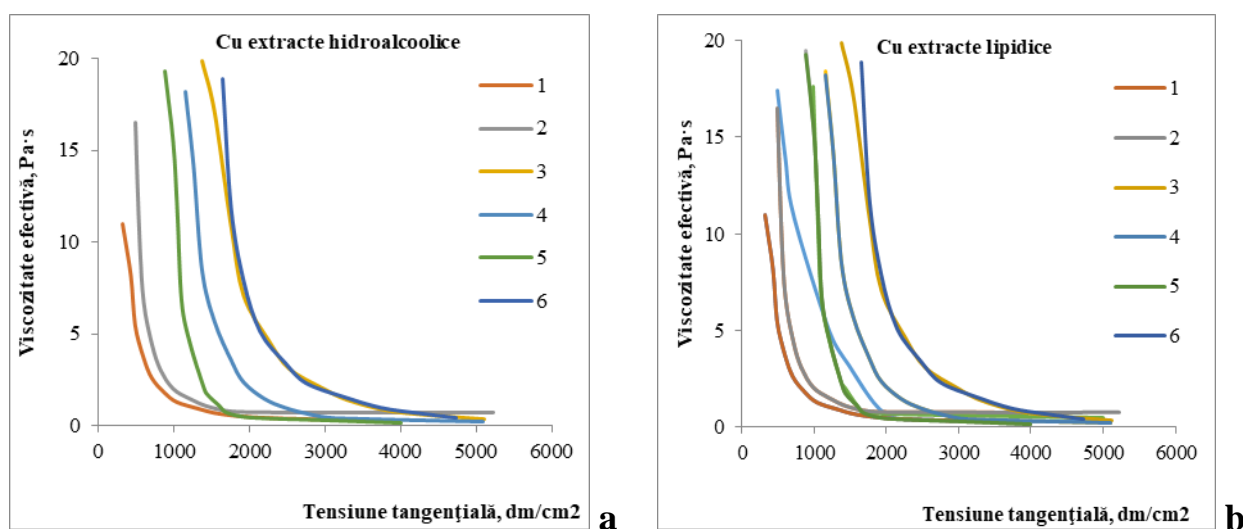 Cu extracte hidroalcoolice
Viscozitate efectivă, Pa·s
20
15
10
5
0
0 1000 2000 3000 4000 5000 6000
1
2
3
4
5
6
Tensiune tangenţială, dm/cm2
a
Cu extracte lipidice
Viscozitate efectivă, Pa·s
20
15
10
5
0
0 1000 2000 3000 4000 5000 6000
1
2
3
4
5
6
Tensiune tangenţială, dm/cm2
b